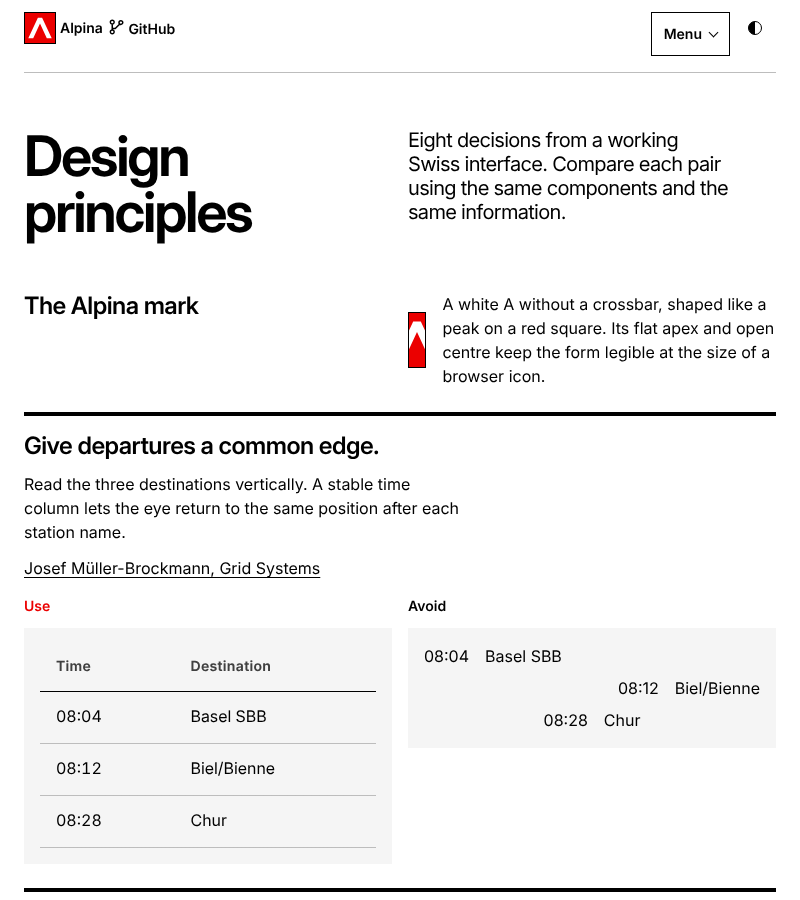 Alpina GitHub
Menu
Design
principles
Eight decisions from a working
Swiss interface. Compare each pair
using the same components and the
same information.
The Alpina mark
A white A without a crossbar, shaped like a
peak on a red square. Its flat apex and open
centre keep the form legible at the size of a
browser icon.
Give departures a common edge.
Read the three destinations vertically. A stable time
column lets the eye return to the same position after each
station name.
Josef Müller-Brockmann, Grid Systems
Use
Time Destination
08:04 Basel SBB
08:12 Biel/Bienne
08:28 Chur
Avoid
08:04 Basel SBB
08:12 Biel/Bienne
08:28 Chur